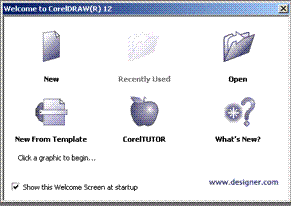 Welcome to CorelDRAW(R) 12
New
Recently Used
Open
New From Template
CorelTUTOR
What's New?
Click a graphic to begin...
Show this Welcome Screen at startup
www.designer.com